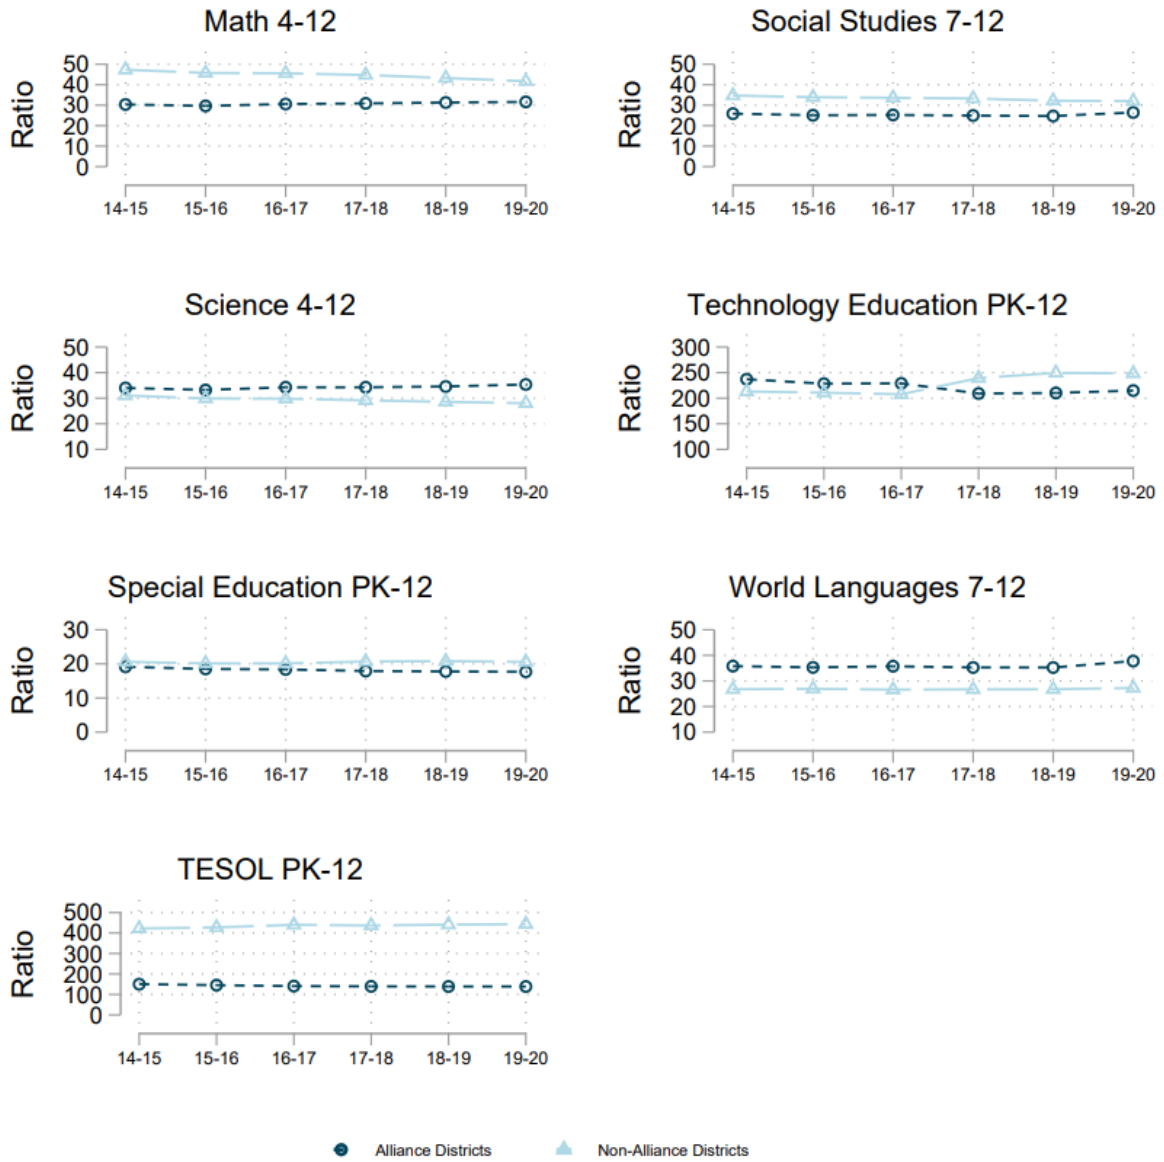 Math 4-12
Ratio
50
40
30
20
10
0
14-15 15-16 16-17 17-18 18-19 19-20
Social Studies 7-12
Ratio
50
40
30
20
10
0
14-15 15-16 16-17 17-18 18-19 19-20
Science 4-12
Ratio
50
40
30
20
10
14-15 15-16 16-17 17-18 18-19 19-20
Technology Education PK-12
Ratio
300
250
200
150
100
14-15 15-16 16-17 17-18 18-19 19-20
Special Education PK-12
Ratio
30
20
10
0
14-15 15-16 16-17 17-18 18-19 19-20
World Languages 7-12
Ratio
50
40
30
20
10
14-15 15-16 16-17 17-18 18-19 19-20
TESOL PK-12
Ratio
500
400
300
200
100
0
14-15 15-16 16-17 17-18 18-19 19-20
Alliance Districts Non-Alliance Districts